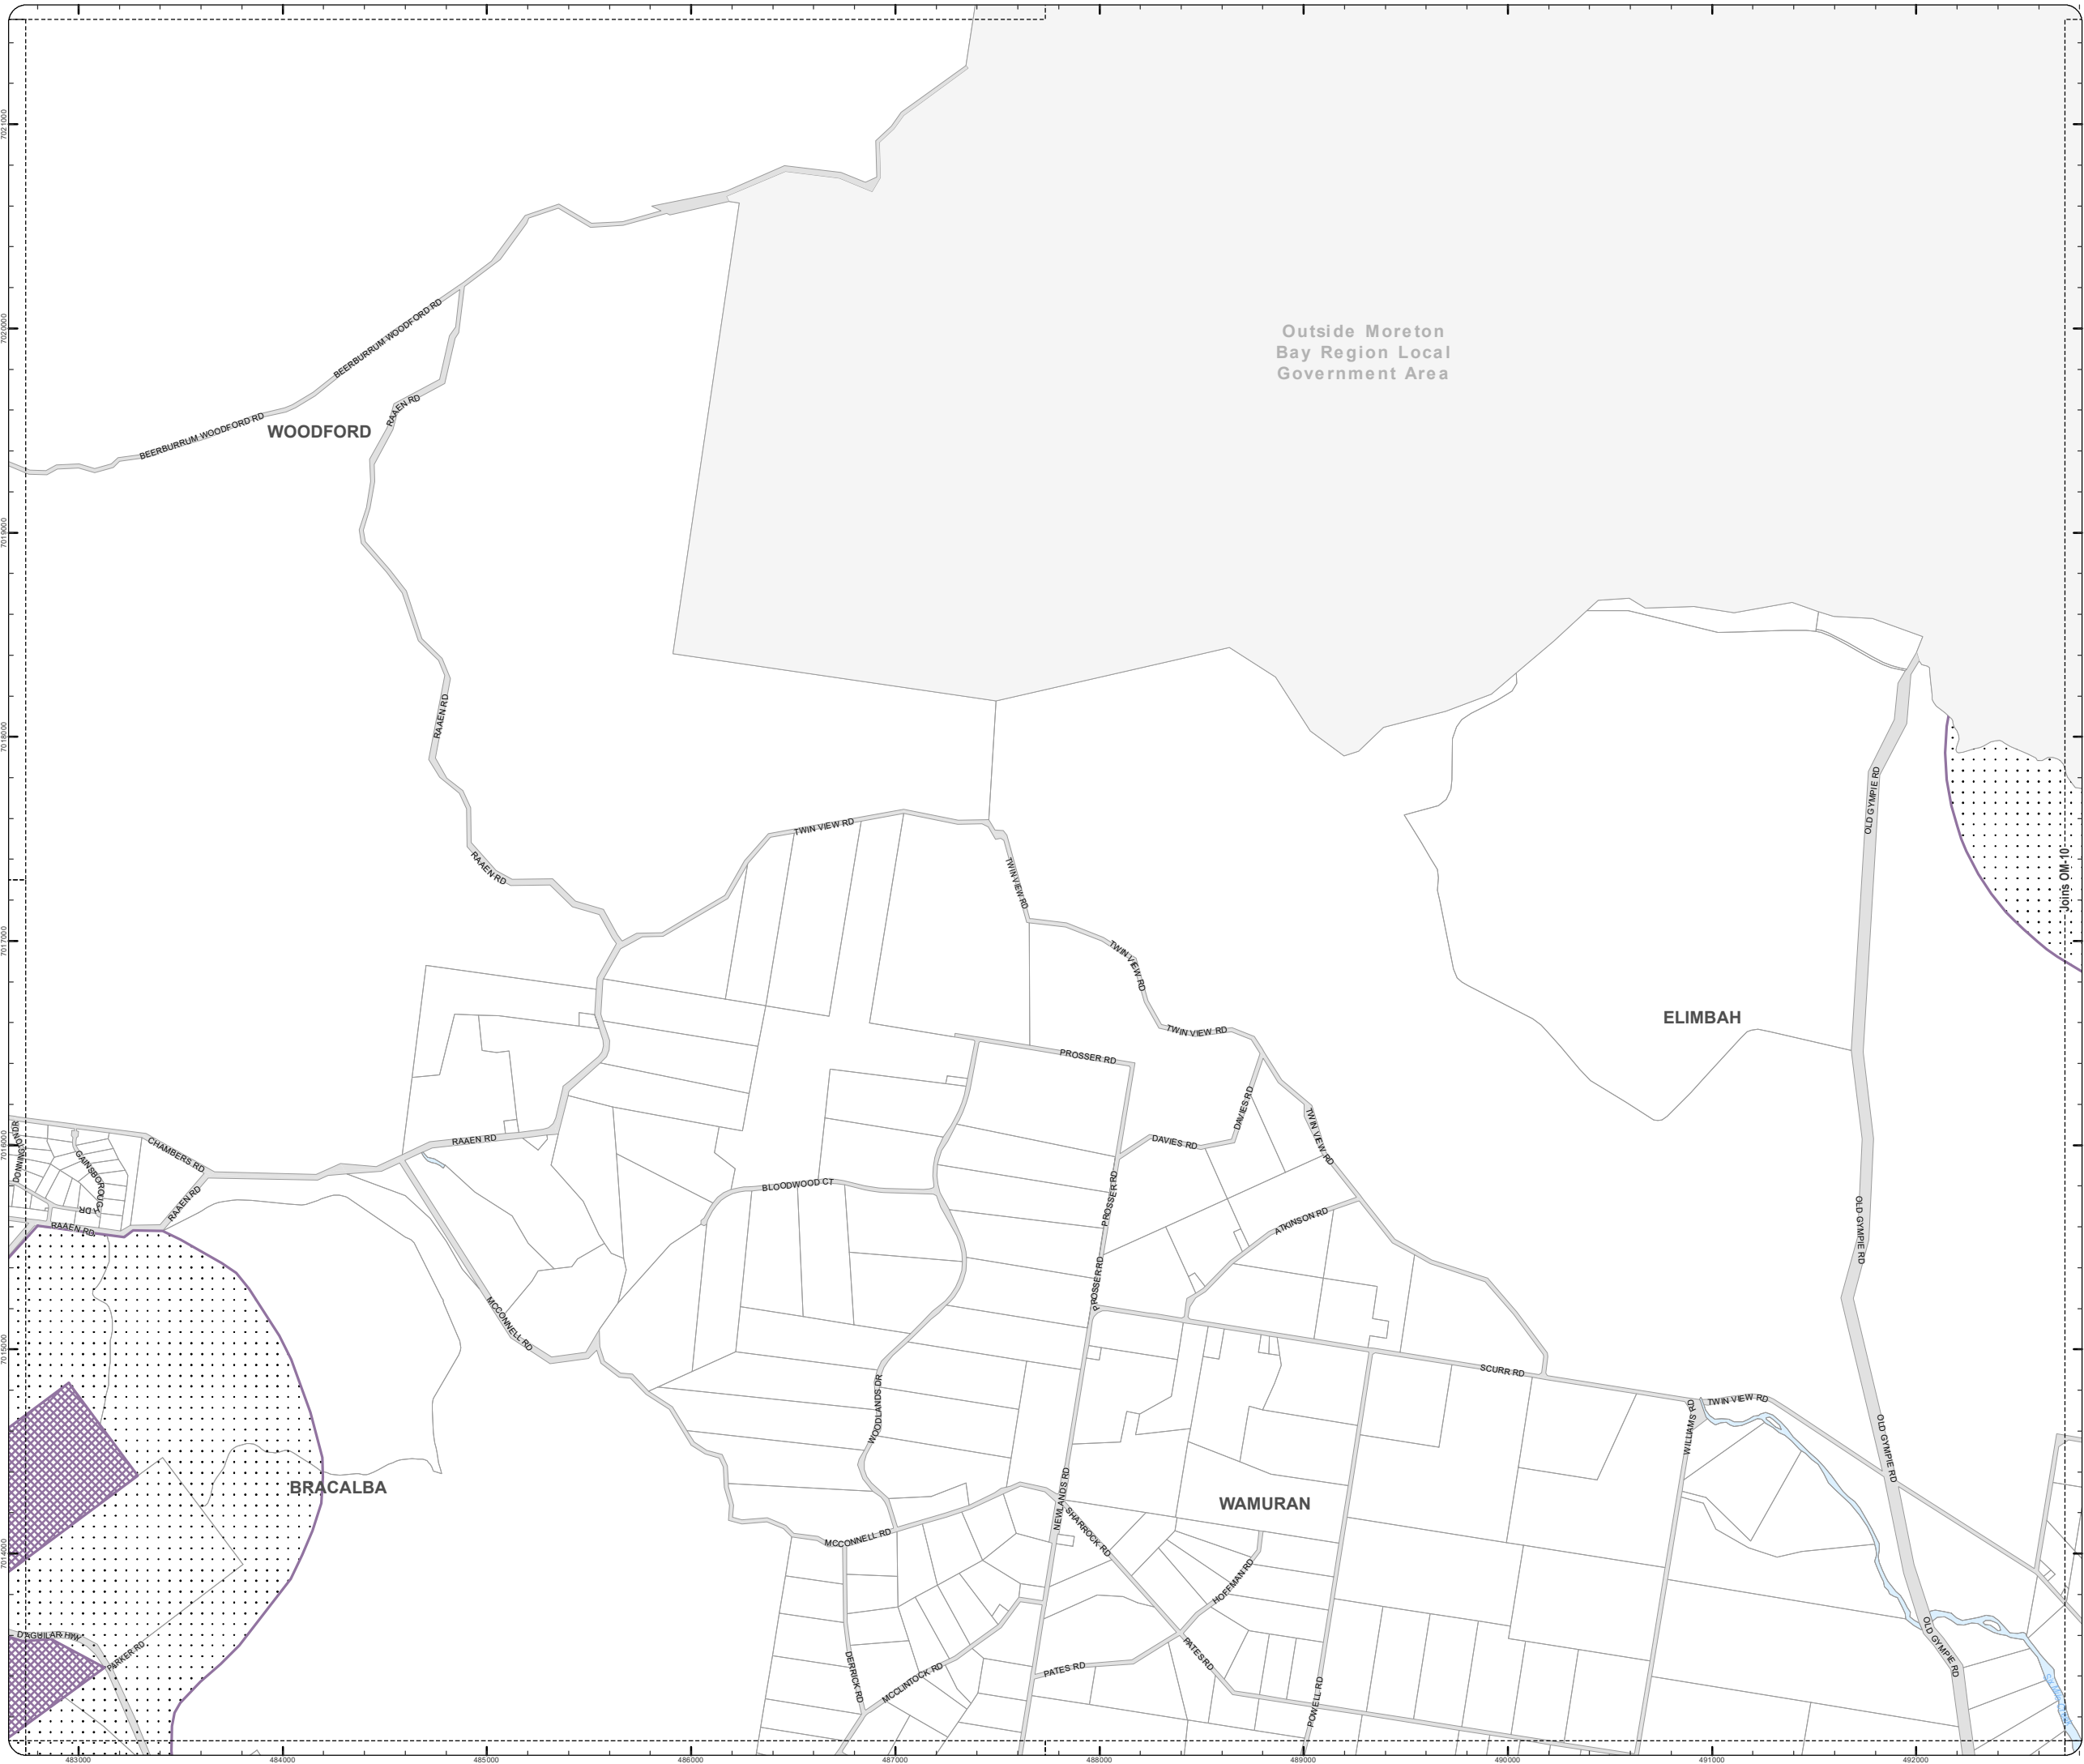 Outside Moreton
Bay Region Local
Government Area
7021000
7020000
BEERBURRUM WOODFORD RD
BEERBURRUM WOODFORD RD
RAAEN RD
WOODFORD
7019000
RAAEN RD
7018000
OLD GYMPIE RD
TWIN VIEW RD
RAAEN RD
TWIN VIEW RD
Joins OM-10
7017000
TWIN VIEW RD
TWIN VIEW RD
ELIMBAH
PROSSER RD
DAVIES RD
TWIN VIEW RD
7016000
CHAMBERS RD
RAAEN RD
DAVIES RD
GAINSBOROUGH
DR
RAAEN RD
RAAEN RD
BLOODWOOD CT
PROSSER RD
ATKINSON RD
OLD GYMPIE RD
PROSSER RD
MCCONNELL RD
7015000
SCURR RD
WOODLANDS DR
WILLIAMS RD
TWIN VIEW RD
OLD GYMPIE RD
BRACALBA
NEWLANDS RD
WAMURAN
MCCONNELL RD
SHARROCK RD
7014000
HOFFMAN RD
D'AGUILAR HW
PARKER RD
OLD GYMPIE RD
DERRICK RD
MCCLINTOCK RD
PATES RD
PATES RD
POWELL RD
483000
484000
485000
486000
487000
488000
489000
490000
491000
492000